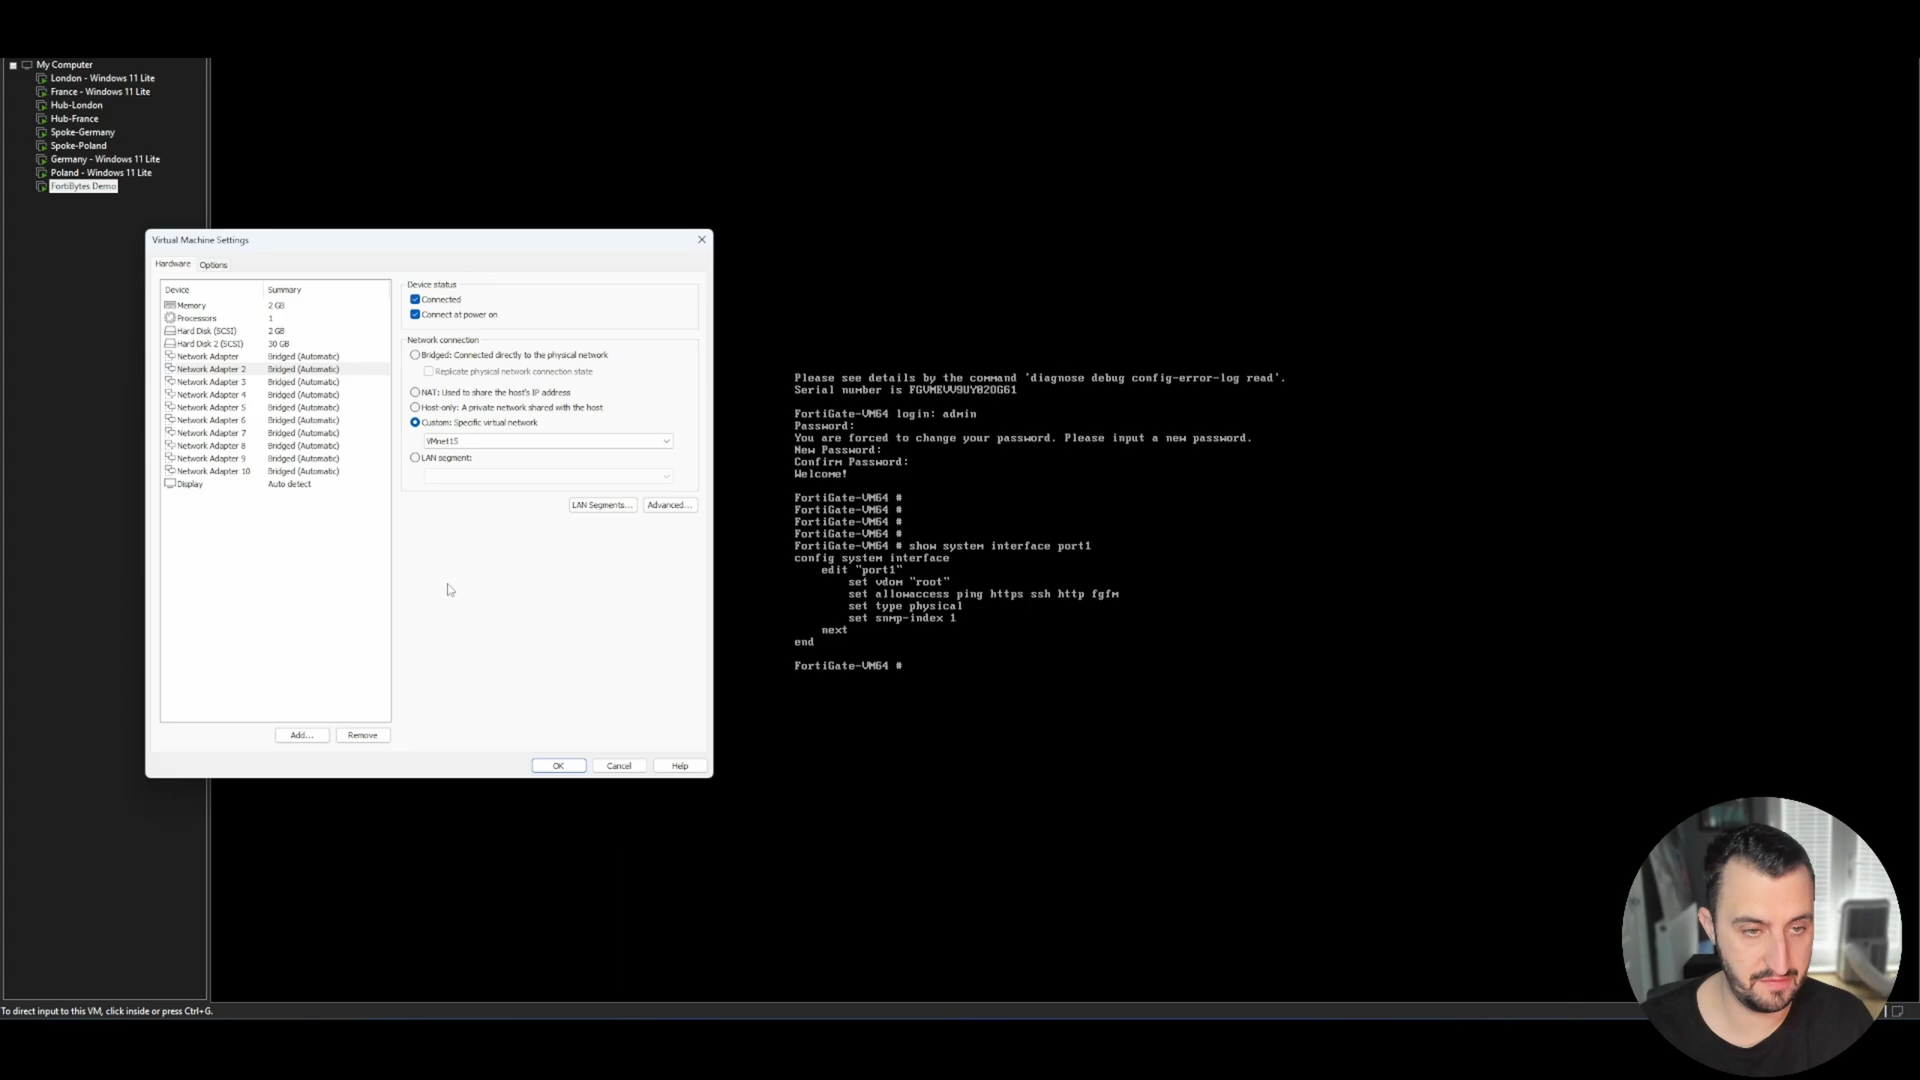 My Computer
London - Windows 11 Lite
France - Windows 11 Lite
Hub-London
Hub-France
Spoke-Germany
Spoke-Poland
Germany - Windows 11 Lite
Poland - Windows 11 Lite
FortiBytes Demo
Virtual Machine Settings
Hardware Options
Device Summary
Memory 2 GB
Processors 1
Hard Disk (SCSI) 2 GB
Hard Disk 2 (SCSI) 30 GB
Network Adapter Bridged (Automatic)
Network Adapter 2 Bridged (Automatic)
Network Adapter 3 Bridged (Automatic)
Network Adapter 4 Bridged (Automatic)
Network Adapter 5 Bridged (Automatic)
Network Adapter 6 Bridged (Automatic)
Network Adapter 7 Bridged (Automatic)
Network Adapter 8 Bridged (Automatic)
Network Adapter 9 Bridged (Automatic)
Network Adapter 10 Bridged (Automatic)
Display Auto detect
Add... Remove
Device status
Connected
Connect at power on
Network connection
Bridged: Connected directly to the physical network
Replicate physical network connection state
NAT: Used to share the host's IP address
Host-only: A private network shared with the host
Custom: Specific virtual network
VMnet15
LAN segment:
LAN Segments... Advanced...
OK Cancel Help
Please see details by the command 'diagnose debug config-error-log read'.
Serial number is FGVMEVV9UY02OG61
FortiGate-VM64 login: admin
Password:
You are forced to change your password. Please input a new password.
New Password:
Confirm Password:
Welcome!
FortiGate-VM64 #
FortiGate-VM64 #
FortiGate-VM64 #
FortiGate-VM64 #
FortiGate-VM64 # show system interface port1
config system interface
edit "port1"
set vdom "root"
set allowaccess ping https ssh http fgfm
set type physical
set snmp-index 1
next
end
FortiGate-VM64 #
To direct input to this VM, click inside or press Ctrl+G.